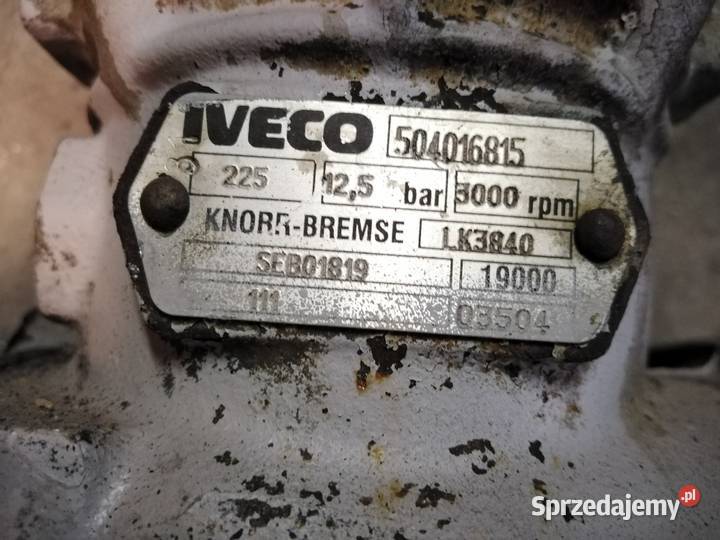 IVECO 504016815
225 12,5 bar 3000 rpm
KNORR-BREMSE LK3840
SEB01819 19000
111 03504
Sprzedajemy.pl